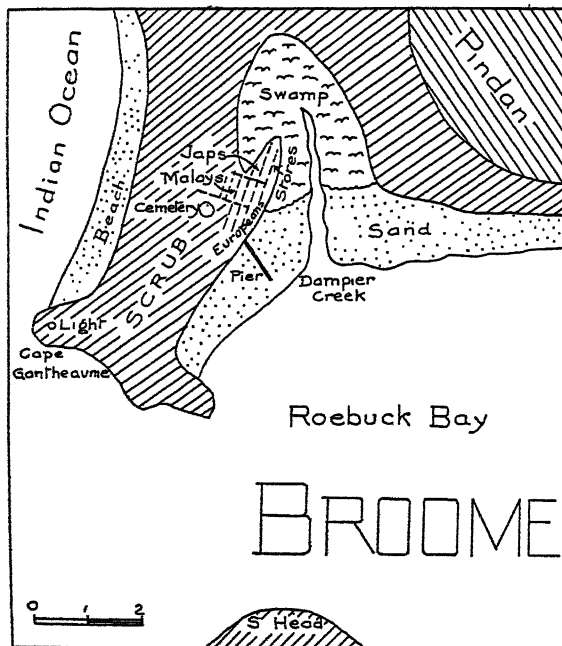 Indian Ocean
Pindan
Swamp
Japs
Malays
Stores
Cemetery
Europeans
Beach
SCRUB
Sand
Pier
Dampier
Creek
Light
Cape
Gantheaume
Roebuck Bay
BROOME
0 1 2
S Head